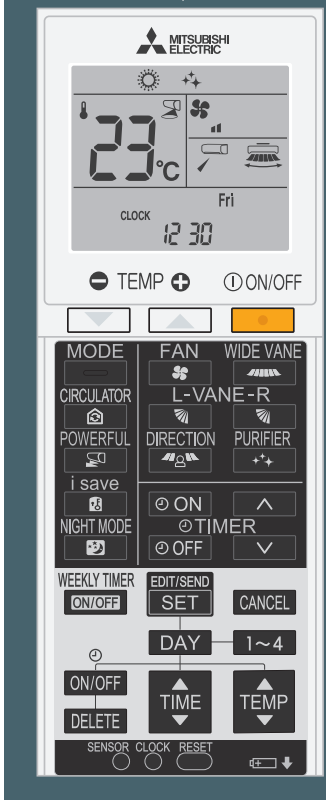 MITSUBISHI
ELECTRIC
23°C
Fri
CLOCK
12 30
TEMP ON/OFF
MODE FAN WIDE VANE
CIRCULATOR L-VANE-R
POWERFUL DIRECTION PURIFIER
i save
ON
NIGHT MODE TIMER
OFF
WEEKLY TIMER EDIT/SEND
ON/OFF SET CANCEL
DAY 1~4
ON/OFF TIME TEMP
DELETE
SENSOR CLOCK RESET